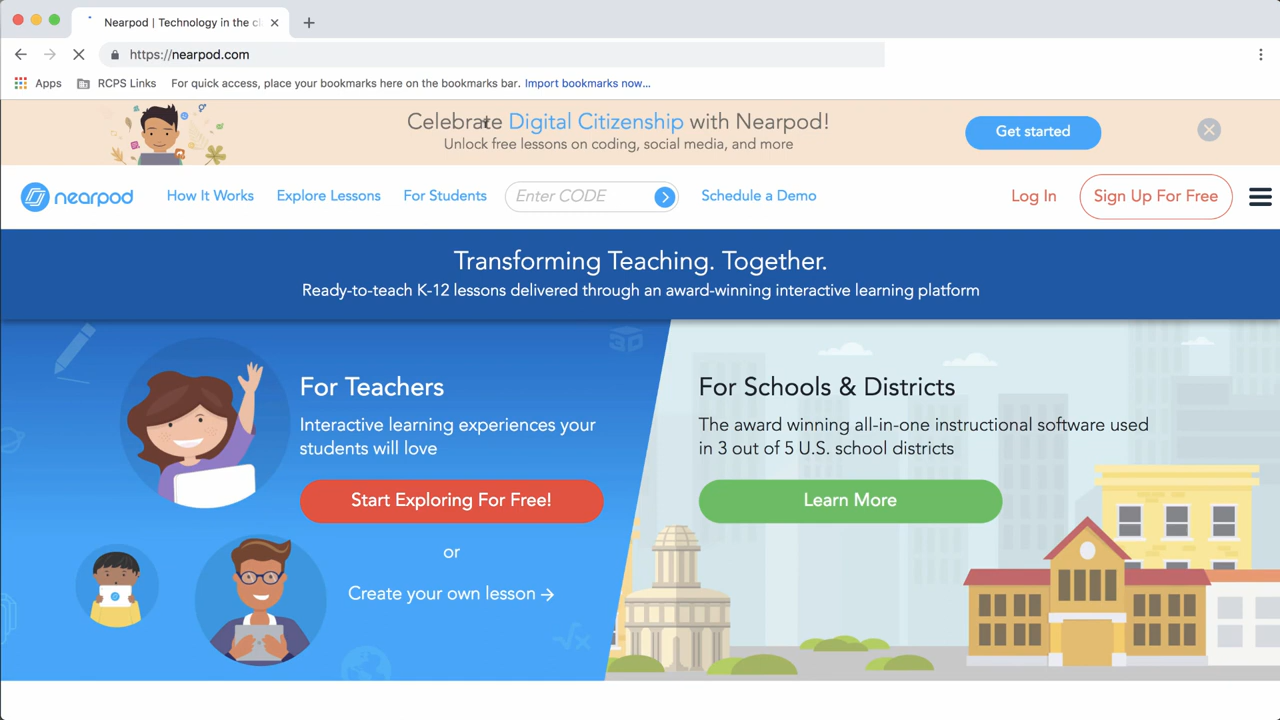 Nearpod | Technology in the cl
https://nearpod.com
Apps RCPS Links For quick access, place your bookmarks here on the bookmarks bar. Import bookmarks now...
Celebrate Digital Citizenship with Nearpod!
Unlock free lessons on coding, social media, and more
Get started
nearpod How It Works Explore Lessons For Students Enter CODE Schedule a Demo Log In Sign Up For Free
Transforming Teaching. Together.
Ready-to-teach K-12 lessons delivered through an award-winning interactive learning platform
3D
For Teachers
Interactive learning experiences your
students will love
Start Exploring For Free!
or
Create your own lesson →
√x
For Schools & Districts
The award winning all-in-one instructional software used
in 3 out of 5 U.S. school districts
Learn More